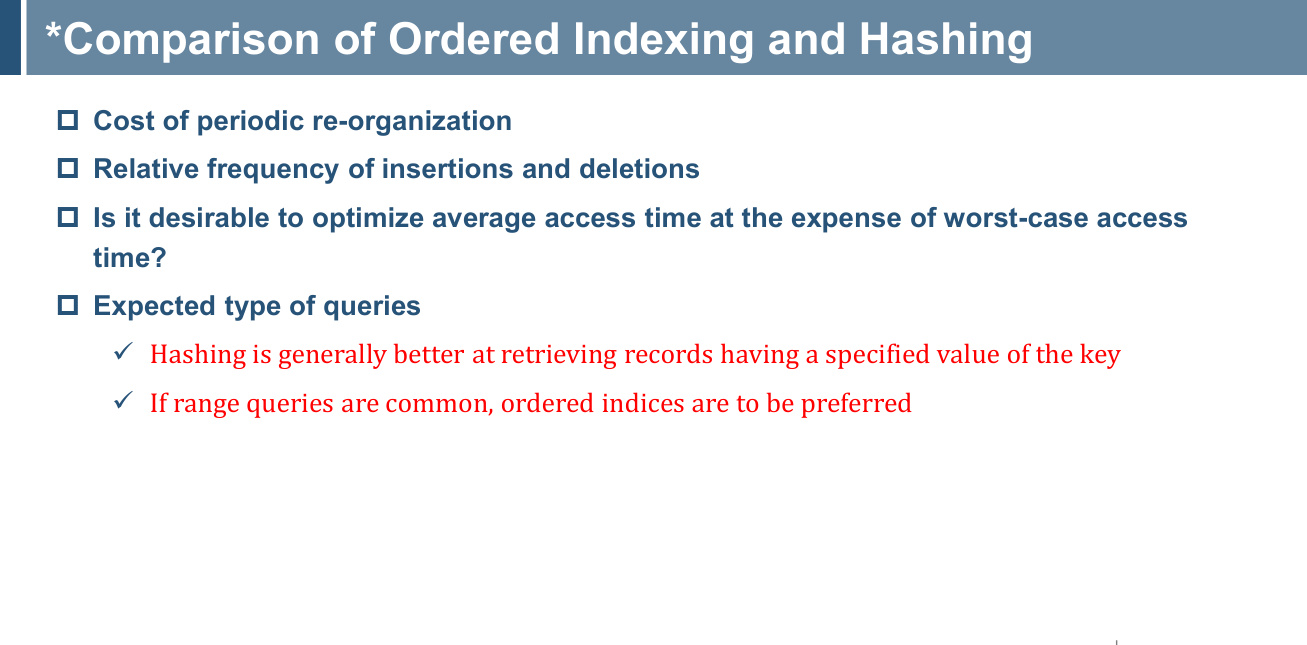 *Comparison of Ordered Indexing and Hashing
Cost of periodic re-organization
Relative frequency of insertions and deletions
Is it desirable to optimize average access time at the expense of worst-case access
time?
Expected type of queries
Hashing is generally better at retrieving records having a specified value of the key
If range queries are common, ordered indices are to be preferred